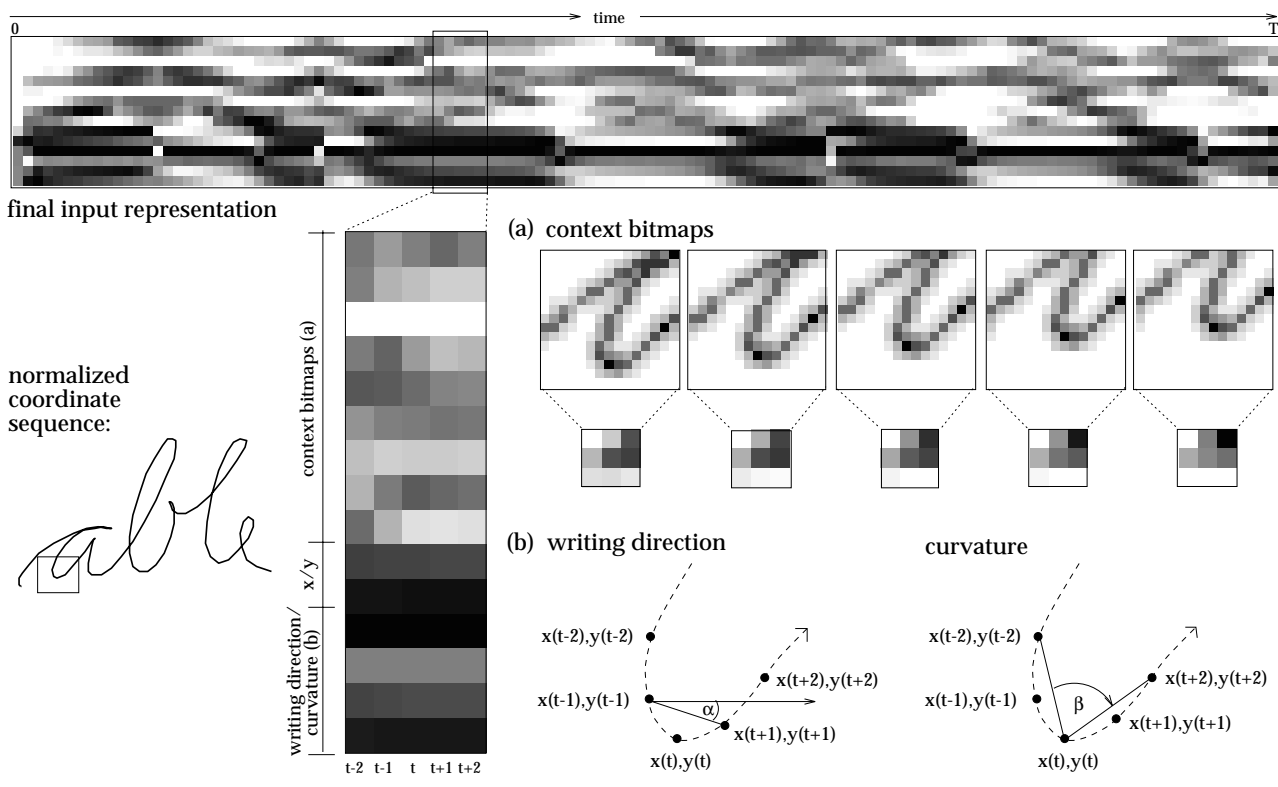 time
0
T
final input representation
(a) context bitmaps
context bitmaps (a)
normalized
coordinate
sequence:
able
x/y
writing direction/
curvature (b)
t-2 t-1 t t+1 t+2
(b) writing direction
curvature
x(t-2),y(t-2)
x(t+2),y(t+2)
x(t-1),y(t-1)
α
x(t+1),y(t+1)
x(t),y(t)
x(t-2),y(t-2)
x(t+2),y(t+2)
x(t-1),y(t-1)
β
x(t+1),y(t+1)
x(t),y(t)